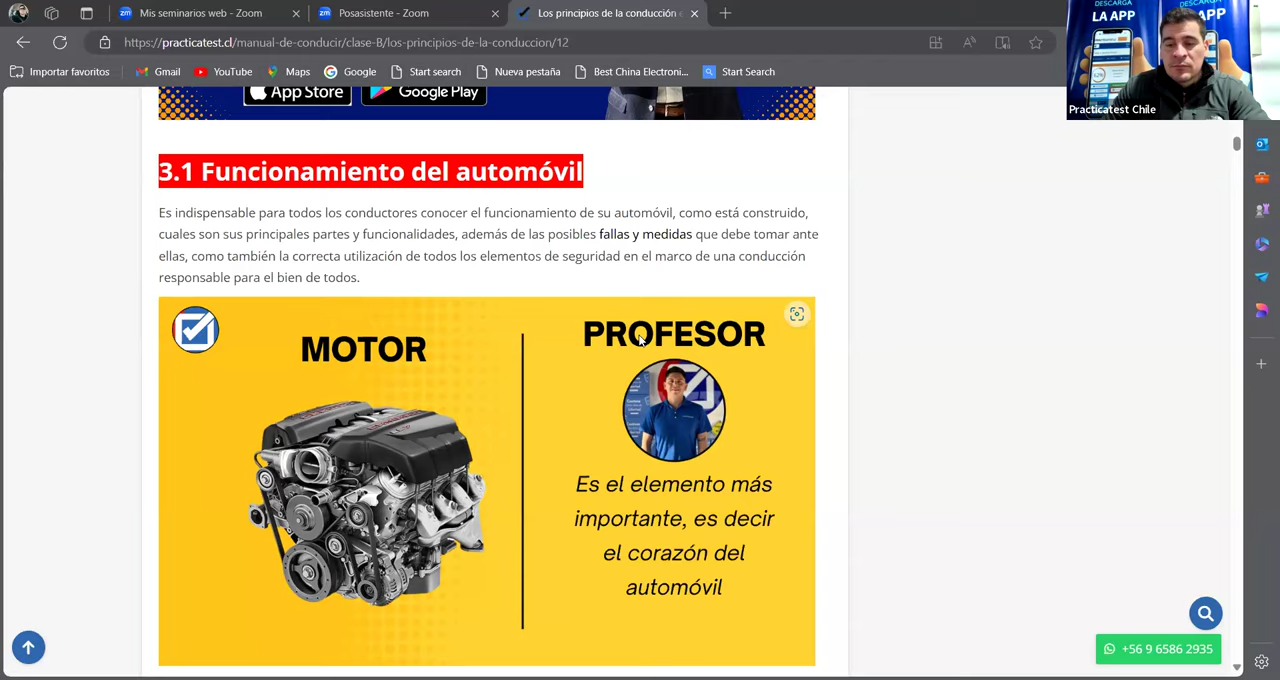 Mis seminarios web - Zoom
Posasistente - Zoom
Los principios de la conducción
https://practicatest.cl/manual-de-conducir/clase-B/los-principios-de-la-conduccion/12
Importar favoritos
Gmail
YouTube
Maps
Google
Start search
Nueva pestaña
Best China Electroni...
Start Search
DESCARGA
LA APP
DESCARGA
Practicatest Chile
App Store
Google Play
3.1 Funcionamiento del automóvil
Es indispensable para todos los conductores conocer el funcionamiento de su automóvil, como está construido,
cuales son sus principales partes y funcionalidades, además de las posibles fallas y medidas que debe tomar ante
ellas, como también la correcta utilización de todos los elementos de seguridad en el marco de una conducción
responsable para el bien de todos.
MOTOR
PROFESOR
Es el elemento más
importante, es decir
el corazón del
automóvil
+56 9 6586 2935